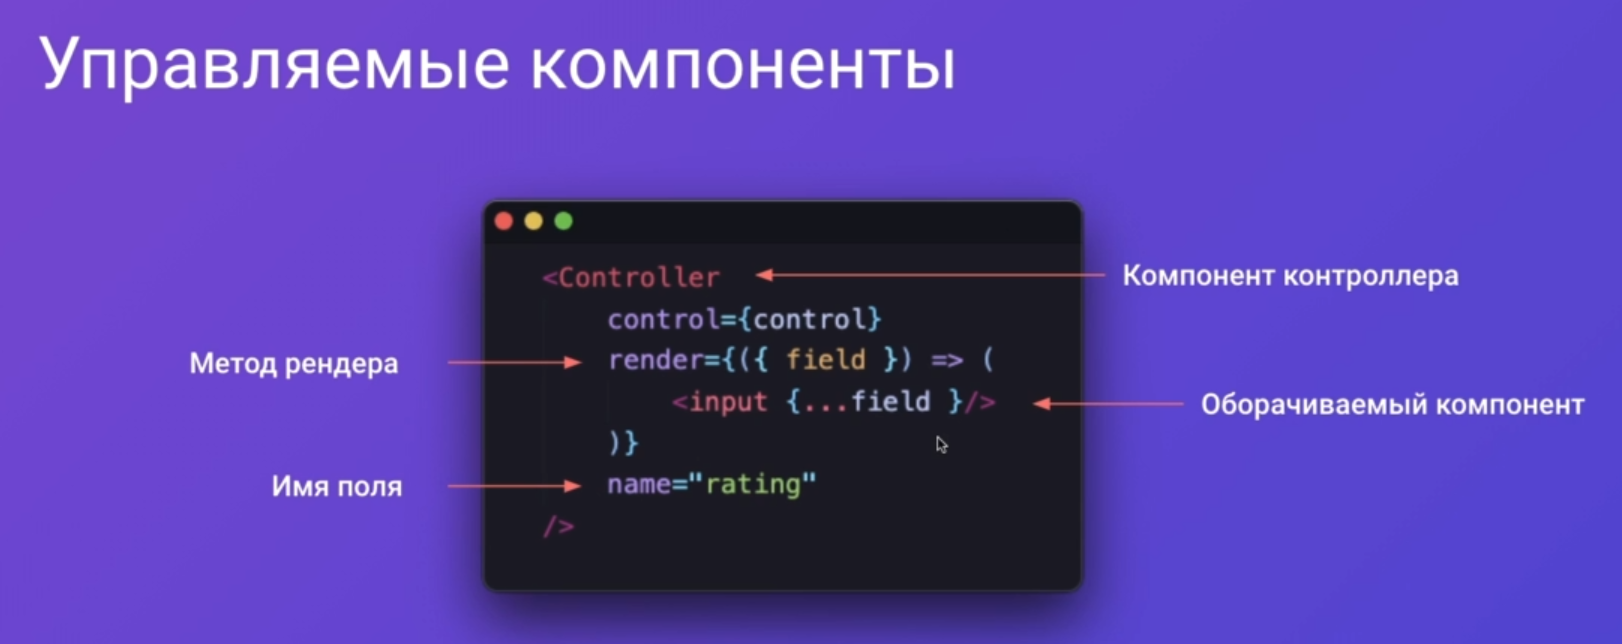 Управляемые компоненты
<Controller
Компонент контроллера
control={control}
Метод рендера
render={({ field }) => (
<input {...field }/>
Оборачиваемый компонент
)}
Имя поля
name="rating"
/>